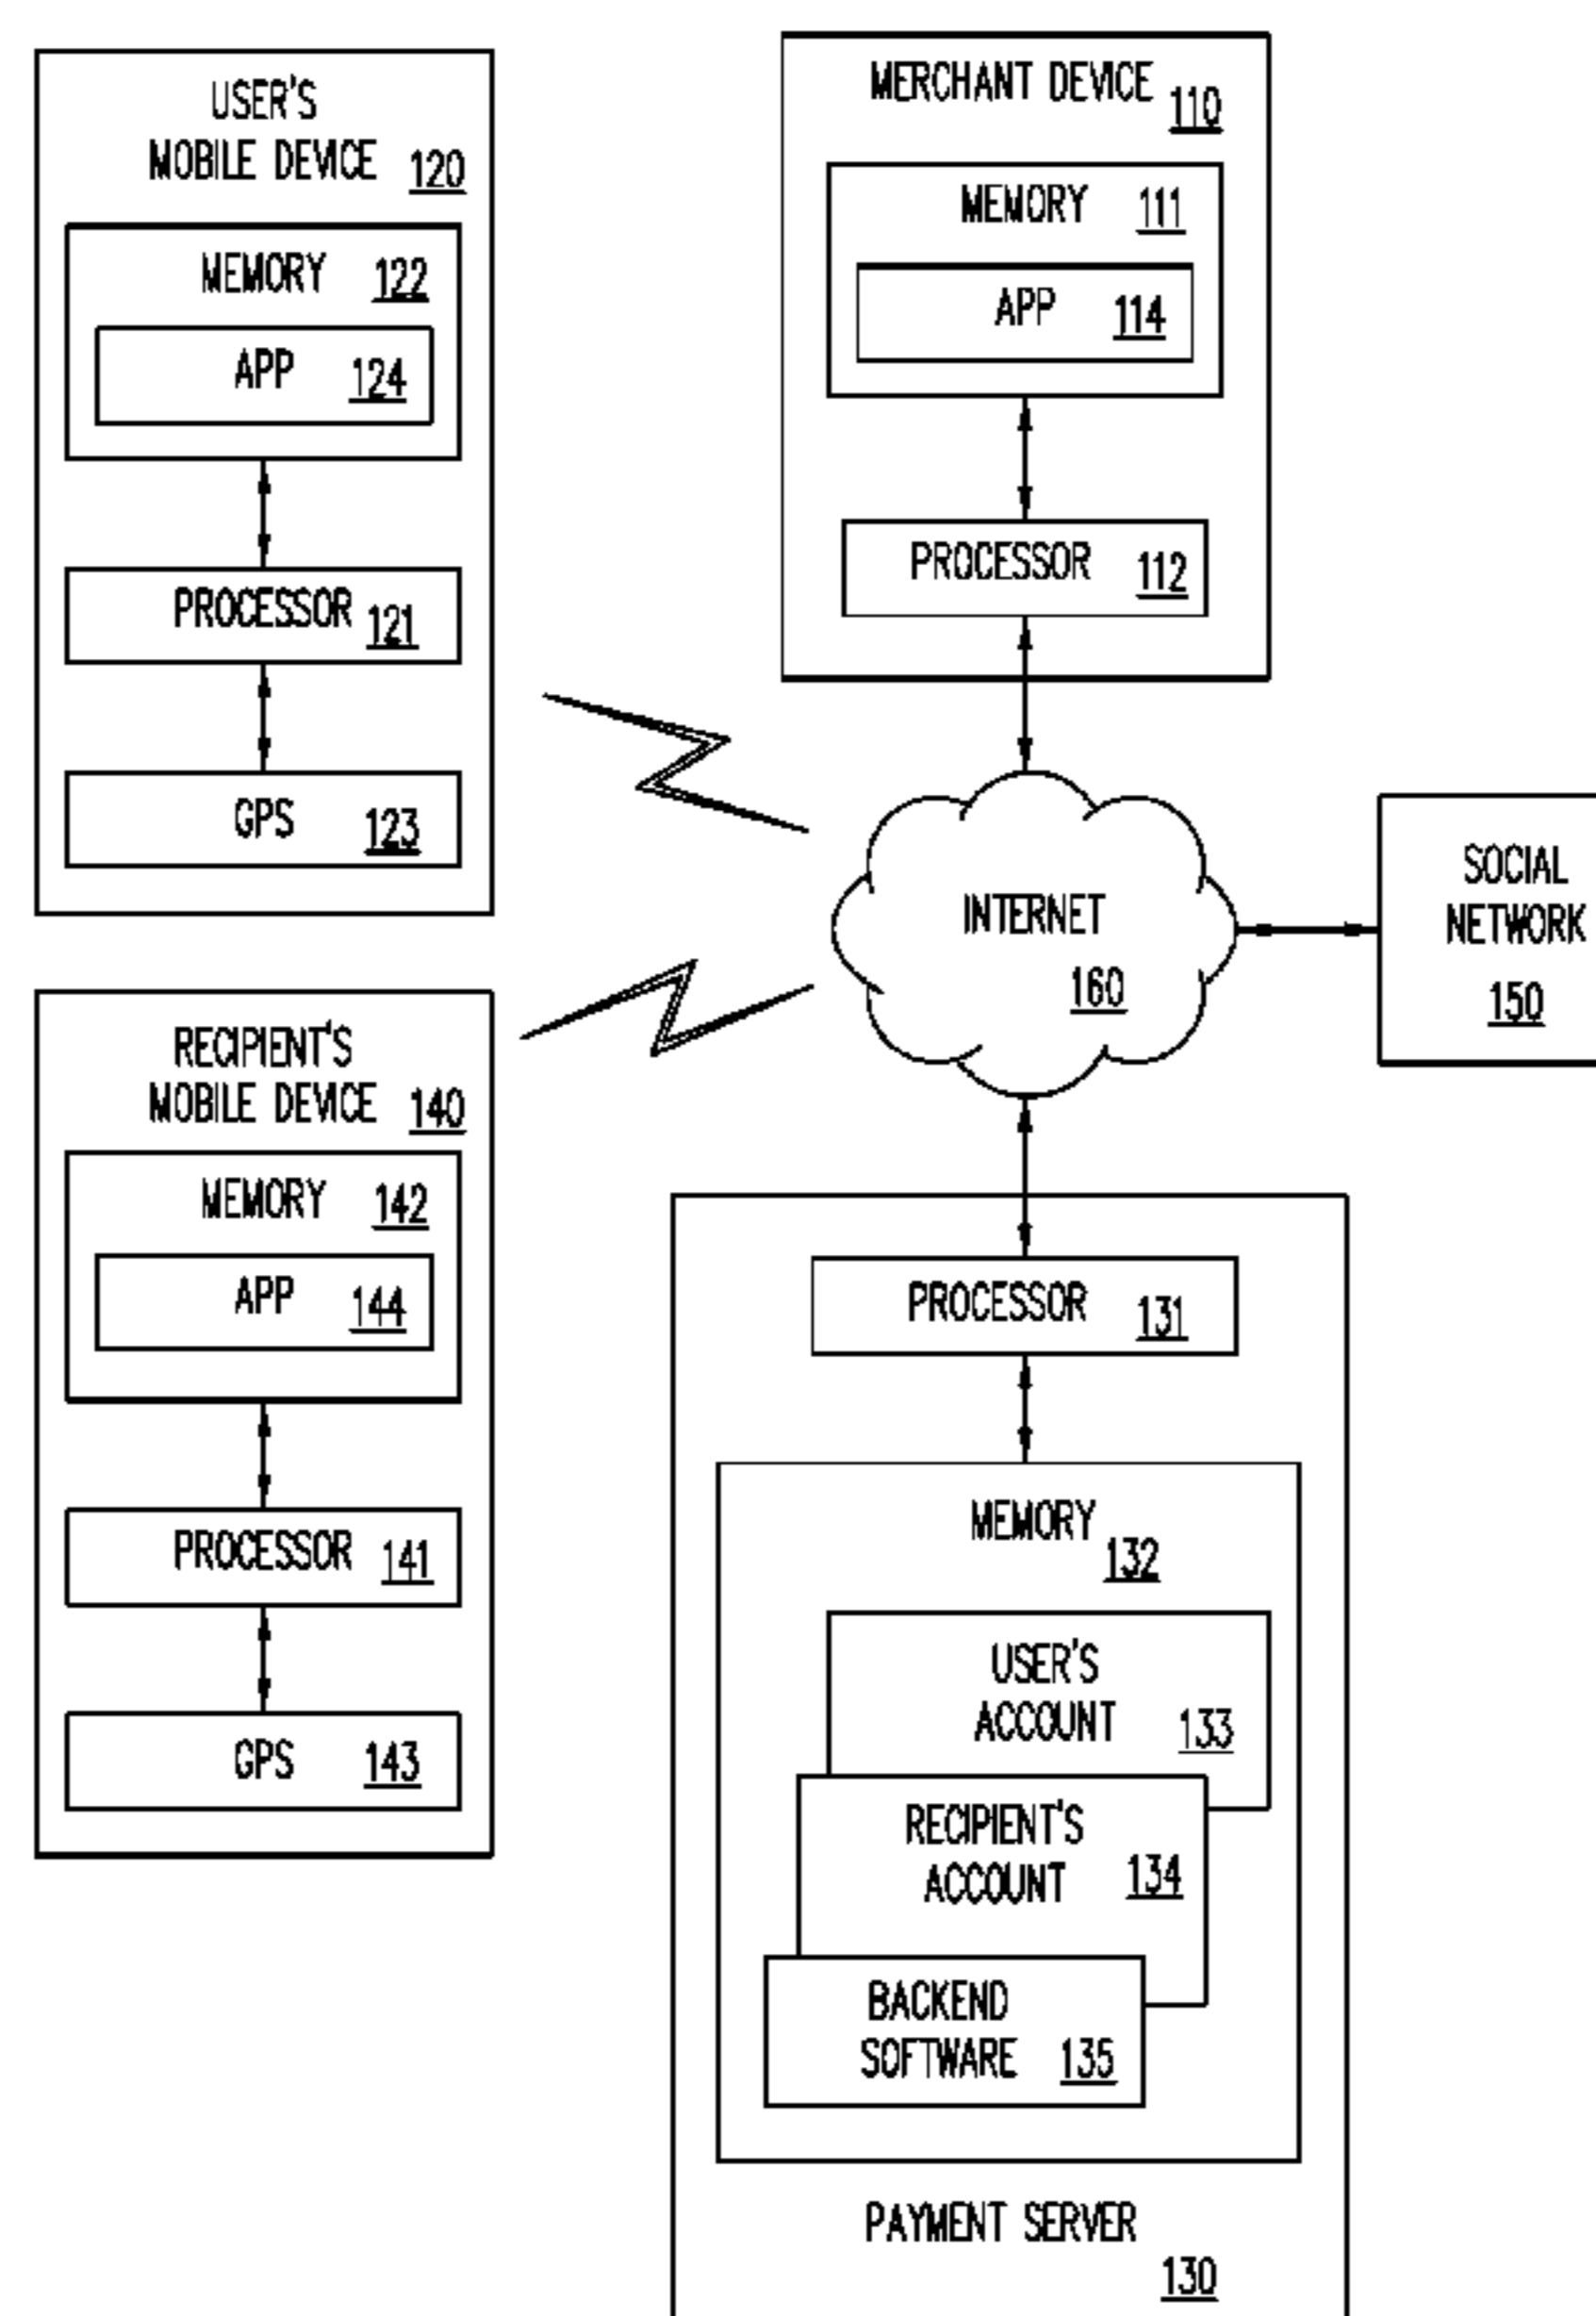 USER'S
MOBILE DEVICE 120
MEMORY 122
APP 124
PROCESSOR 121
GPS 123
MERCHANT DEVICE 110
MEMORY 111
APP 114
PROCESSOR 112
INTERNET
160
SOCIAL
NETWORK
150
RECIPIENT'S
MOBILE DEVICE 140
MEMORY 142
APP 144
PROCESSOR 141
GPS 143
PROCESSOR 131
MEMORY 132
USER'S
ACCOUNT 133
RECIPIENT'S
ACCOUNT 134
BACKEND
SOFTWARE 135
PAYMENT SERVER
130